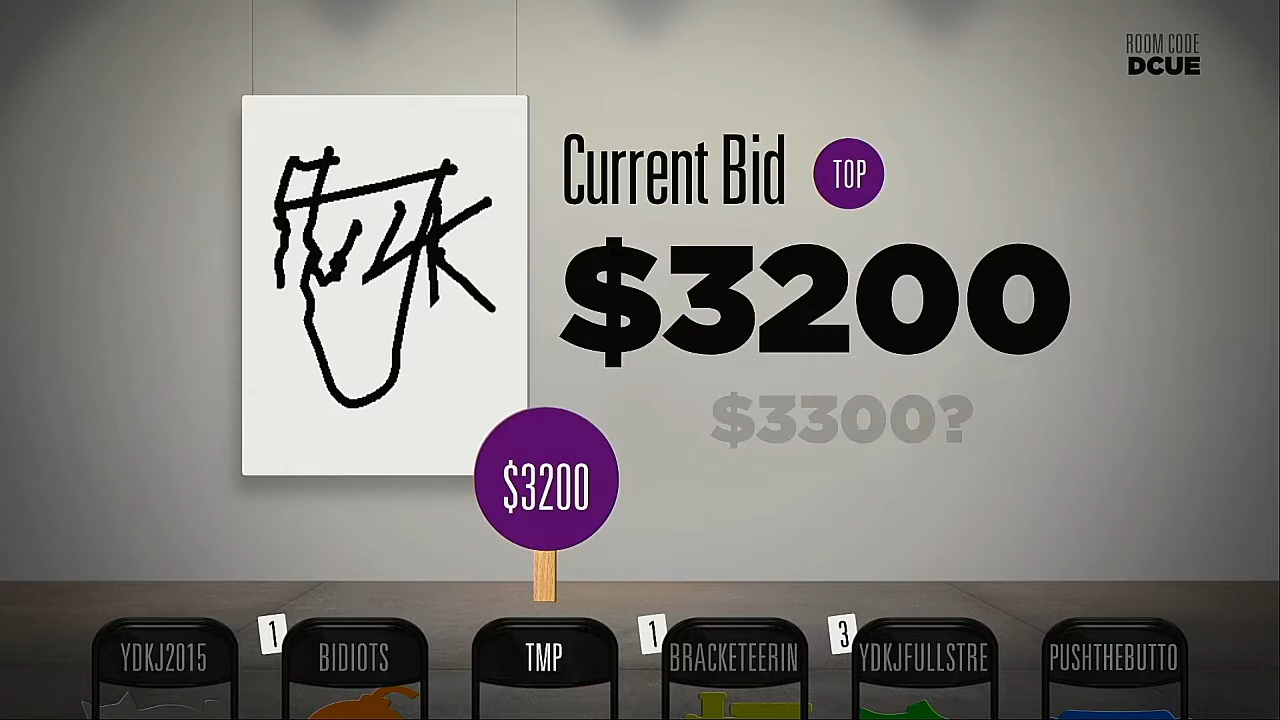 ROOM CODE
DCUE
Current Bid TOP
$3200
$3300?
$3200
1 1 3
YDKJ2015 BIDIOTS TMP BRACKETEERIN YDKJFULLSTRE PUSHTHEBUTTO